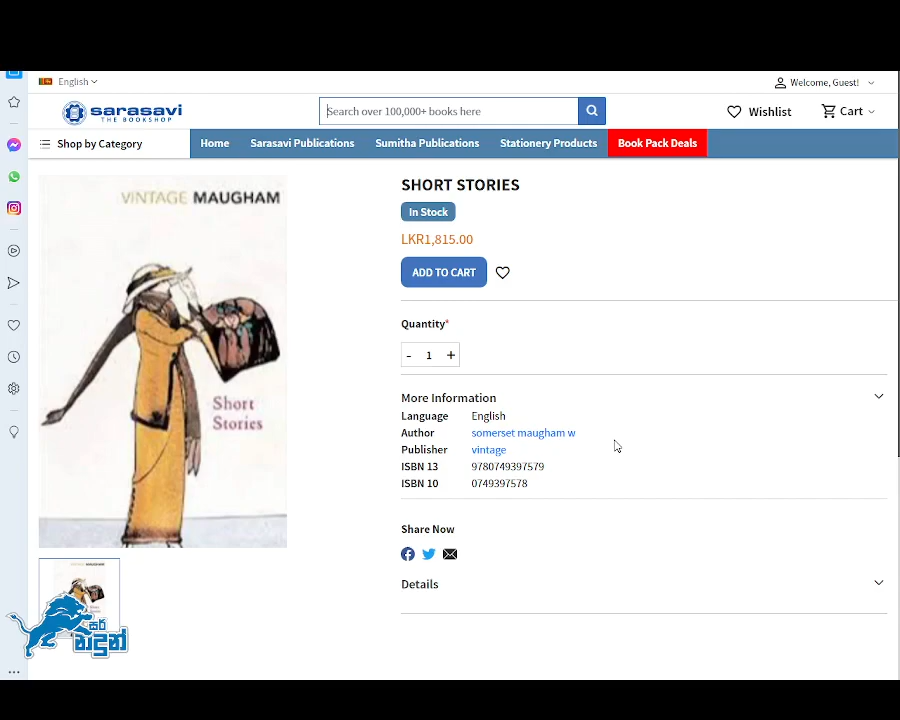 English
Welcome, Guest!
sarasavi
THE BOOKSHOP
Search over 100,000+ books here
Wishlist
Cart
Shop by Category
Home
Sarasavi Publications
Sumitha Publications
Stationery Products
Book Pack Deals
VINTAGE MAUGHAM
Short
Stories
SHORT STORIES
In Stock
LKR1,815.00
ADD TO CART
Quantity*
- 1 +
More Information
Language English
Author somerset maugham w
Publisher vintage
ISBN 13 9780749397579
ISBN 10 0749397578
Share Now
Details
සර්
නදුන්